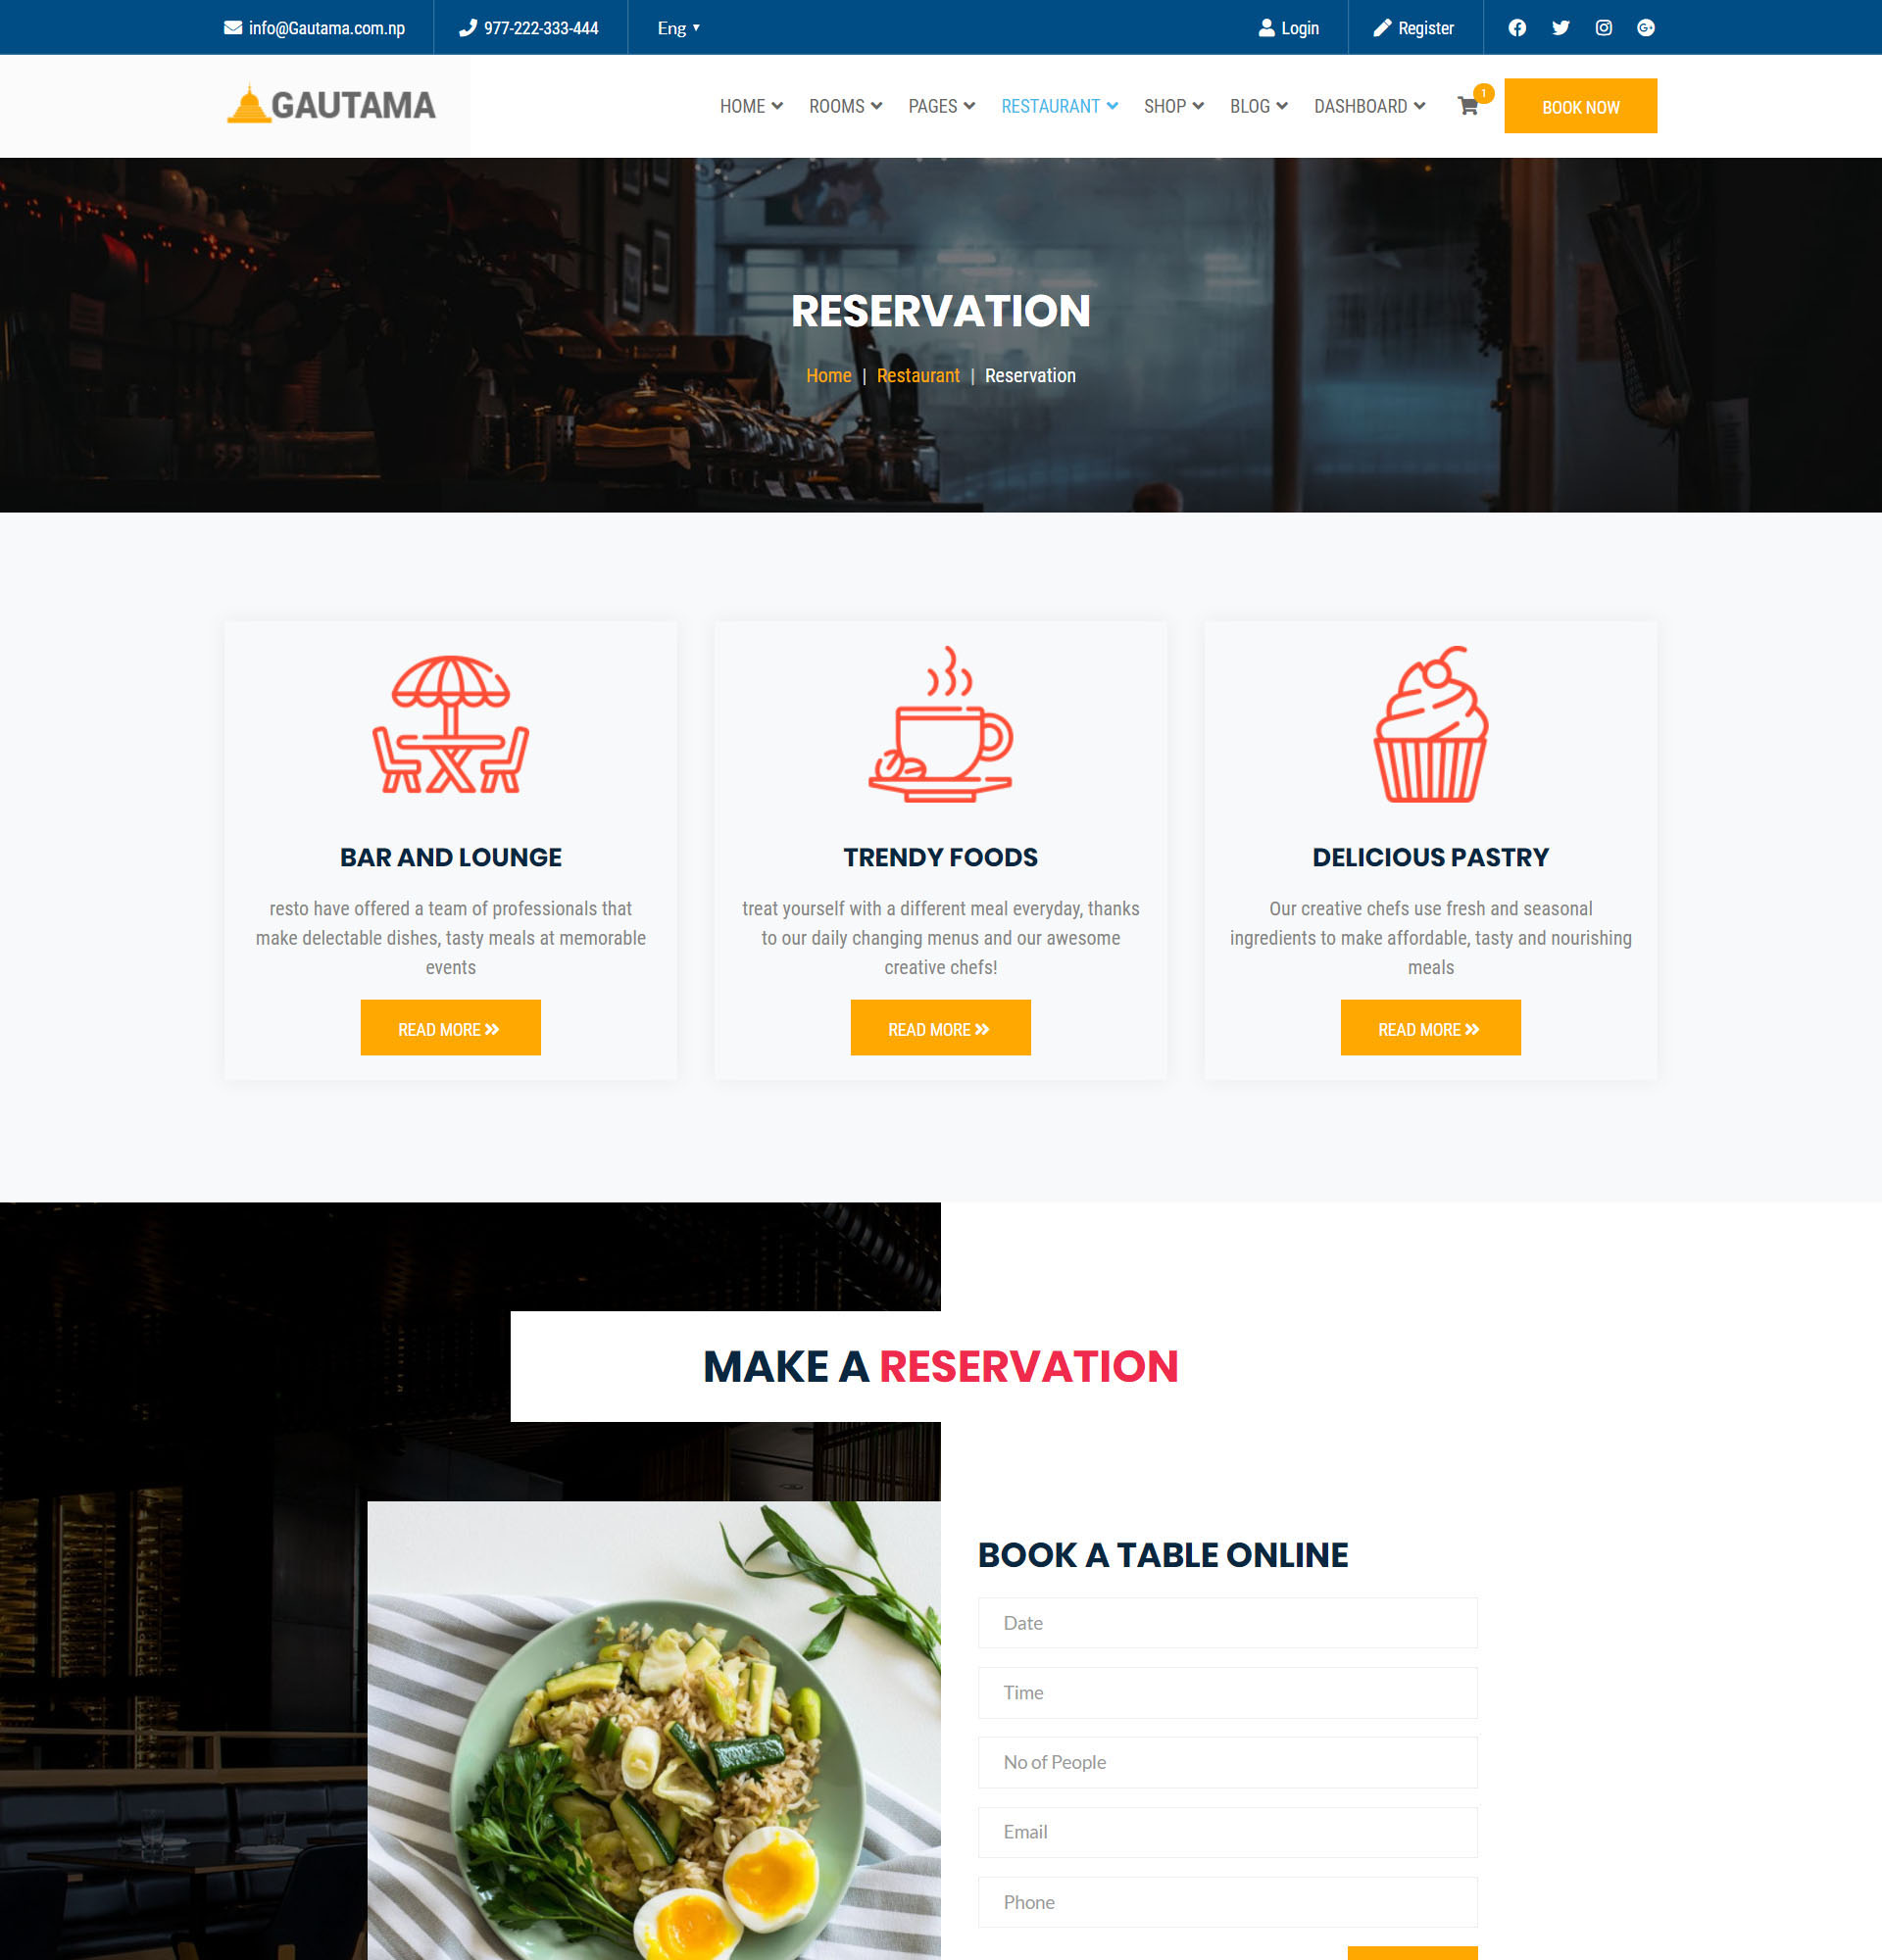 info@Gautama.com.np
977-222-333-444
Eng
Login
Register
GAUTAMA
HOME
ROOMS
PAGES
RESTAURANT
SHOP
BLOG
DASHBOARD
1
BOOK NOW
RESERVATION
Home | Restaurant | Reservation
BAR AND LOUNGE
resto have offered a team of professionals that
make delectable dishes, tasty meals at memorable
events
READ MORE
TRENDY FOODS
treat yourself with a different meal everyday, thanks
to our daily changing menus and our awesome
creative chefs!
READ MORE
DELICIOUS PASTRY
Our creative chefs use fresh and seasonal
ingredients to make affordable, tasty and nourishing
meals
READ MORE
MAKE A RESERVATION
BOOK A TABLE ONLINE
Date
Time
No of People
Email
Phone